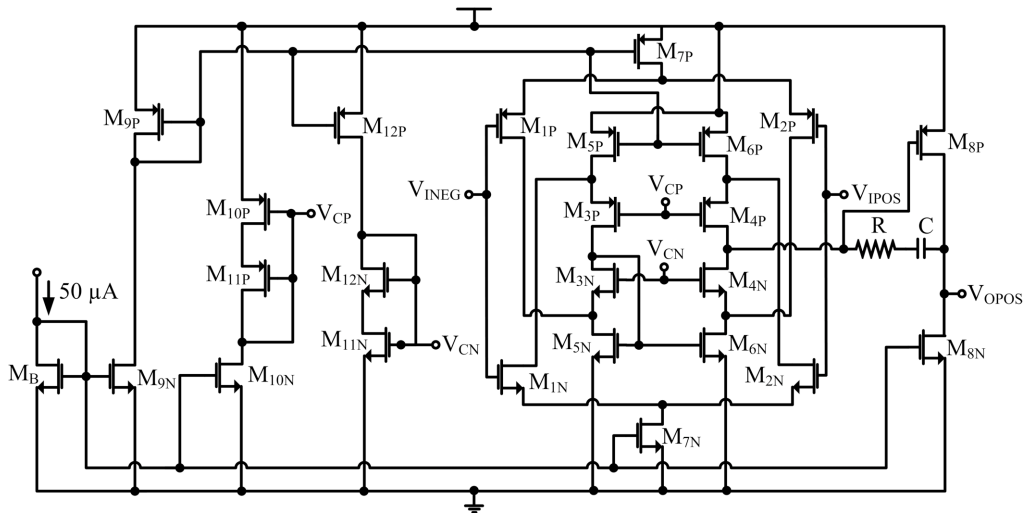 M7P
M9P
M12P
M1P
M5P
M6P
M2P
M8P
VINEG
VCP
VIPOS
M10P
VCP
M3P
M4P
R
C
M11P
VCN
50 µA
M12N
M3N
M4N
VOPOS
M11N
VCN
M5N
M6N
M8N
MB
M9N
M10N
M1N
M2N
M7N